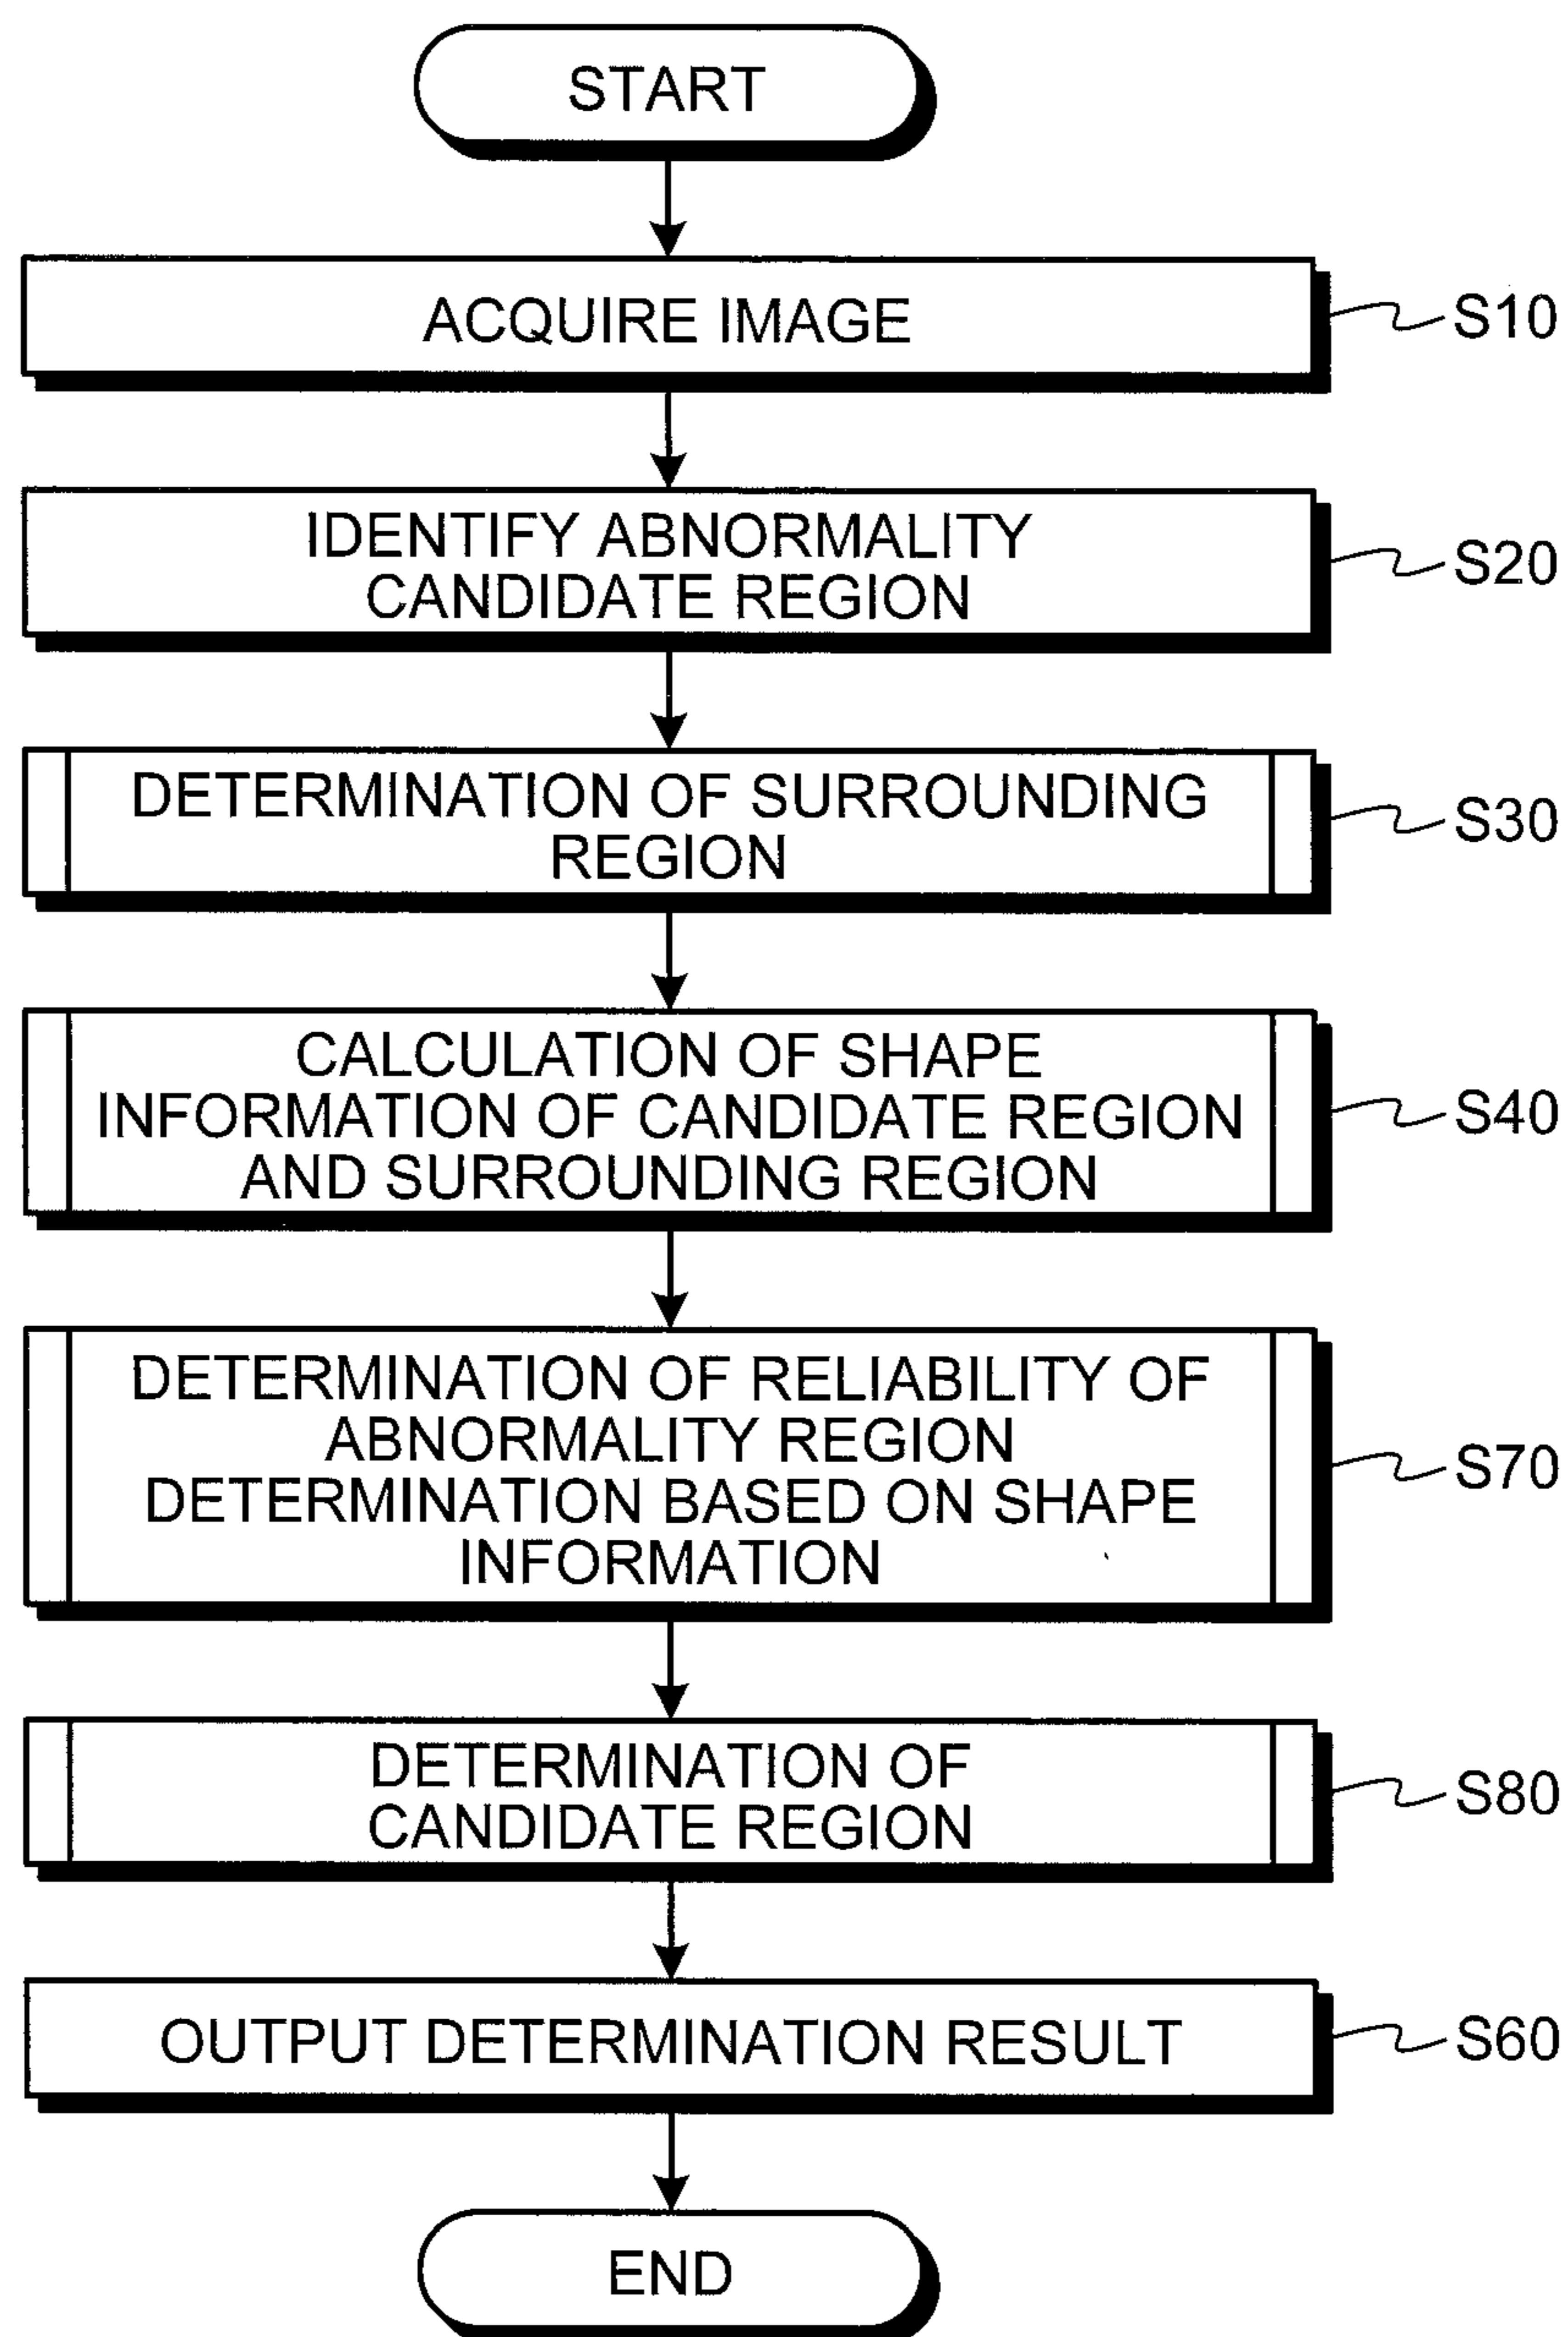 START
ACQUIRE IMAGE
S10
IDENTIFY ABNORMALITY
CANDIDATE REGION
S20
DETERMINATION OF SURROUNDING
REGION
S30
CALCULATION OF SHAPE
INFORMATION OF CANDIDATE REGION
AND SURROUNDING REGION
S40
DETERMINATION OF RELIABILITY OF
ABNORMALITY REGION
DETERMINATION BASED ON SHAPE
INFORMATION
S70
DETERMINATION OF
CANDIDATE REGION
S80
OUTPUT DETERMINATION RESULT
S60
END